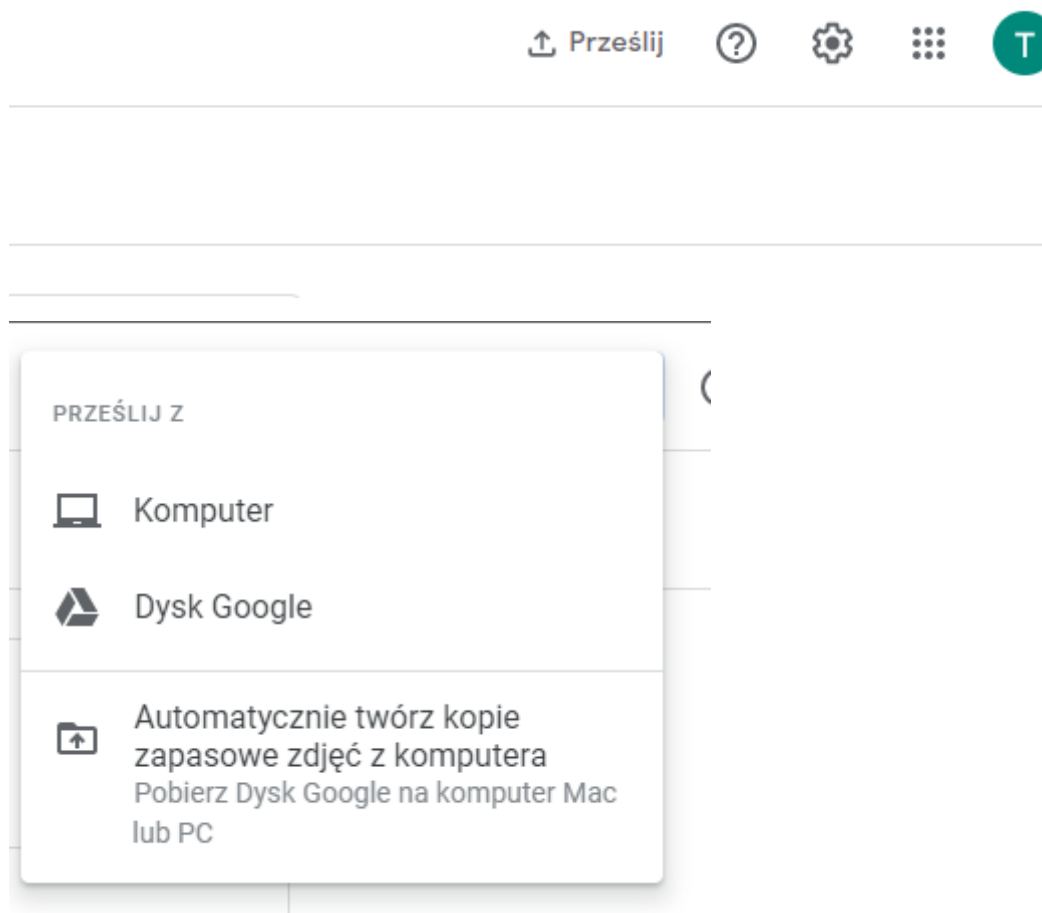 Prześlij
T
PRZEŚLIJ Z
Komputer
Dysk Google
Automatycznie twórz kopie
zapasowe zdjęć z komputera
Pobierz Dysk Google na komputer Mac
lub PC